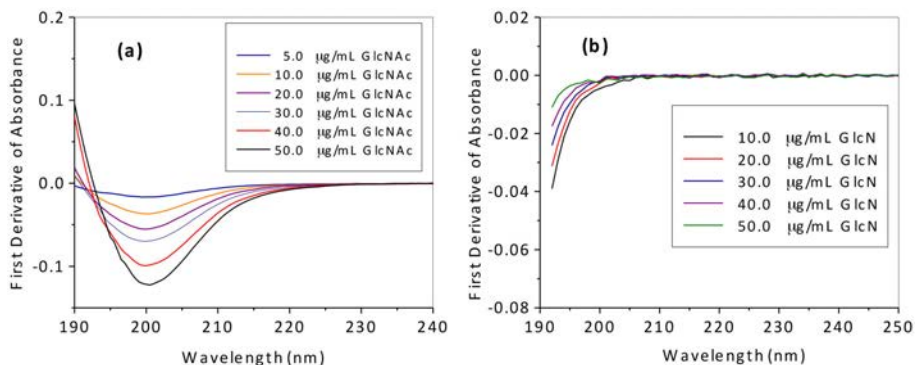 (a)
5.0 μg/mL GlcNAc
10.0 μg/mL GlcNAc
20.0 μg/mL GlcNAc
30.0 μg/mL GlcNAc
40.0 μg/mL GlcNAc
50.0 μg/mL GlcNAc
First Derivative of Absorbance
0.2
0.1
0.0
-0.1
190 200 210 220 230 240
Wavelength (nm)
(b)
10.0 μg/mL GlcN
20.0 μg/mL GlcN
30.0 μg/mL GlcN
40.0 μg/mL GlcN
50.0 μg/mL GlcN
First Derivative of Absorbance
0.02
0.00
-0.02
-0.04
-0.06
-0.08
190 200 210 220 230 240 250
Wavelength (nm)